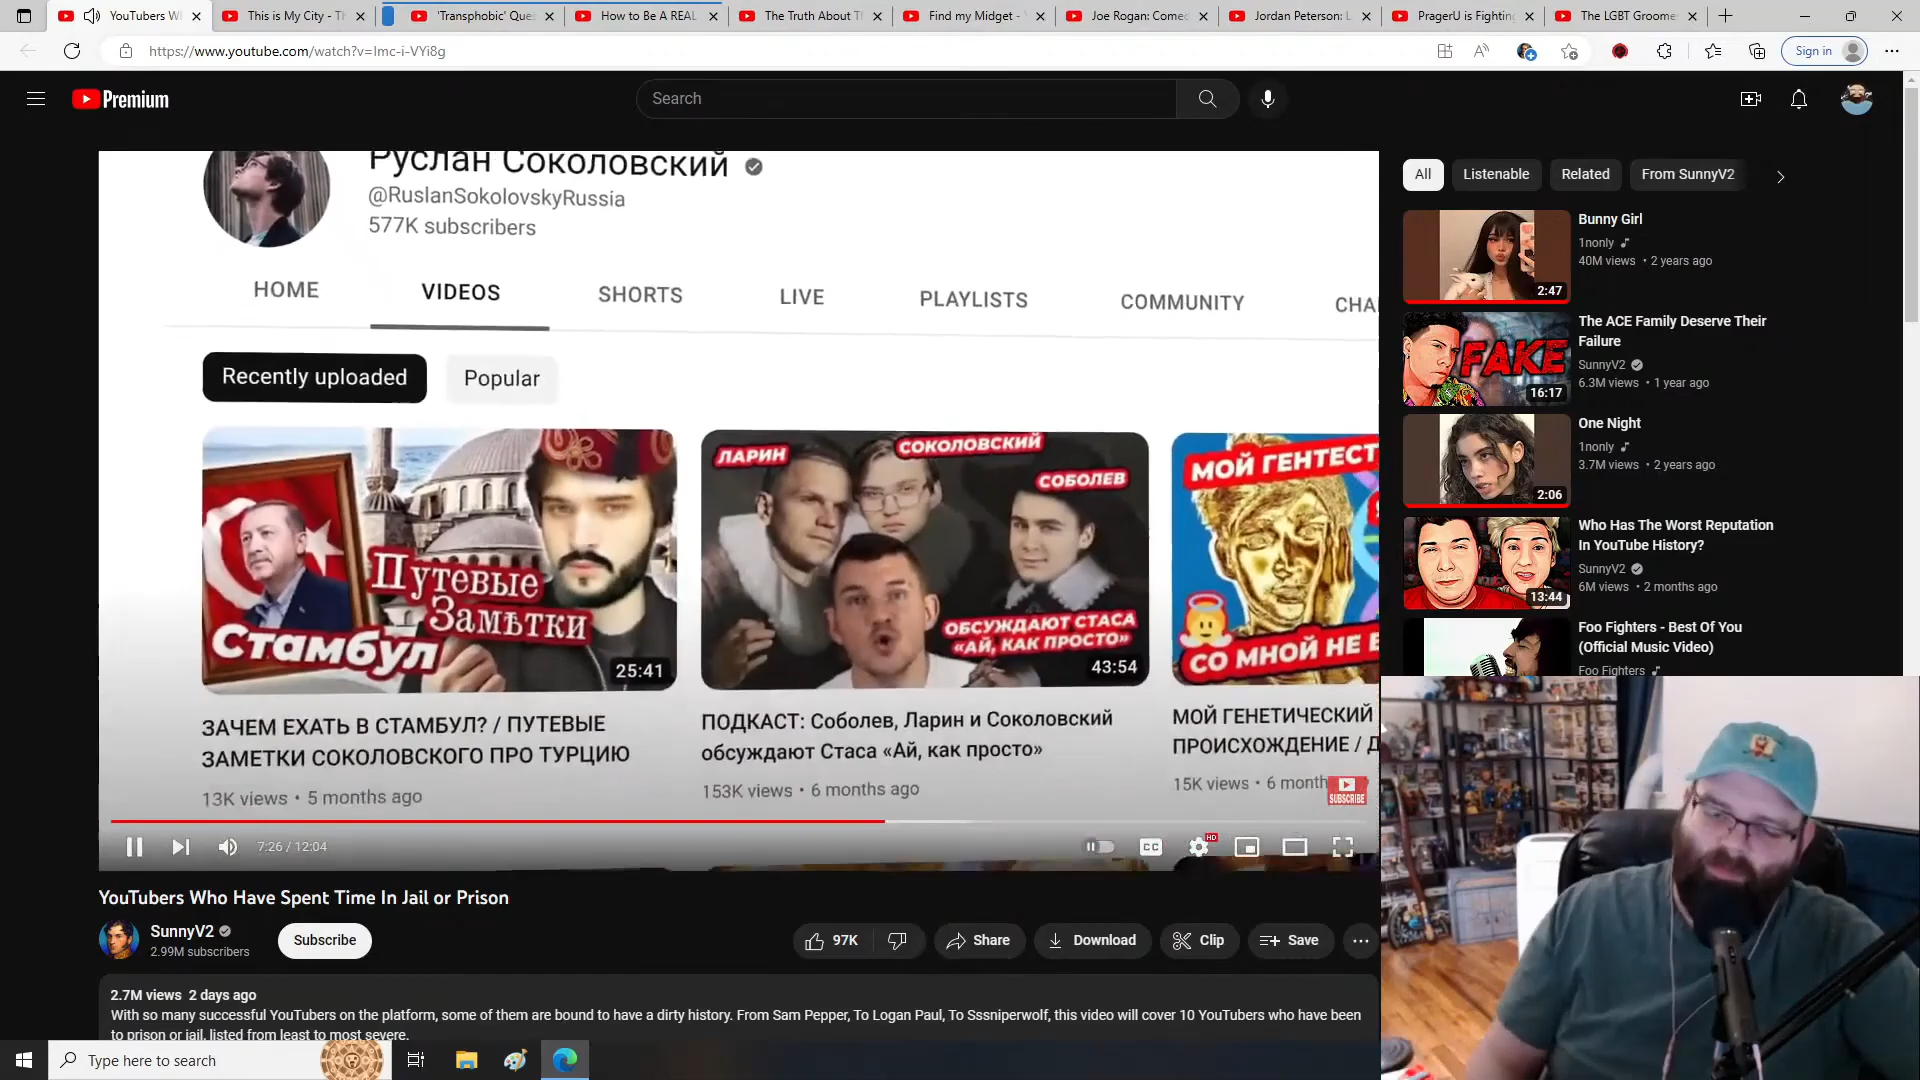 YouTubers W
This is My City - T
'Transphobic' Que
How to Be A REAL
The Truth About T
Find my Midget -
Joe Rogan: Come
Jordan Peterson: L
PragerU is Fightin
The LGBT Groome
https://www.youtube.com/watch?v=Imc-i-VYi8g
Sign in
Premium
Search
Руслан Соколовский
@RuslanSokolovskyRussia
577K subscribers
HOME
VIDEOS
SHORTS
LIVE
PLAYLISTS
COMMUNITY
CHA
Recently uploaded
Popular
Путевые
Замѣтки
Стамбул
25:41
ЛАРИН
СОКОЛОВСКИЙ
СОБОЛЕВ
ОБСУЖДАЮТ СТАСА
«АЙ, КАК ПРОСТО»
43:54
МОЙ ГЕНТЕСТ
СО МНОЙ НЕ
ЗАЧЕМ ЕХАТЬ В СТАМБУЛ? / ПУТЕВЫЕ
ЗАМЕТКИ СОКОЛОВСКОГО ПРО ТУРЦИЮ
13K views • 5 months ago
ПОДКАСТ: Соболев, Ларин и Соколовский
обсуждают Стаса «Ай, как просто»
153K views • 6 months ago
МОЙ ГЕНЕТИЧЕСКИЙ
ПРОИСХОЖДЕНИЕ / Д
15K views • 6 month
SUBSCRIBE
7:26 / 12:04
CC
HD
YouTubers Who Have Spent Time In Jail or Prison
SunnyV2
2.99M subscribers
Subscribe
97K
Share
Download
Clip
Save
2.7M views 2 days ago
With so many successful YouTubers on the platform, some of them are bound to have a dirty history. From Sam Pepper, To Logan Paul, To Sssniperwolf, this video will cover 10 YouTubers who have been
to prison or jail, listed from least to most severe.
All
Listenable
Related
From SunnyV2
Bunny Girl
1nonly
40M views • 2 years ago
2:47
The ACE Family Deserve Their
Failure
SunnyV2
6.3M views • 1 year ago
FAKE
16:17
One Night
1nonly
3.7M views • 2 years ago
2:06
Who Has The Worst Reputation
In YouTube History?
SunnyV2
6M views • 2 months ago
13:44
Foo Fighters - Best Of You
(Official Music Video)
Foo Fighters
Type here to search